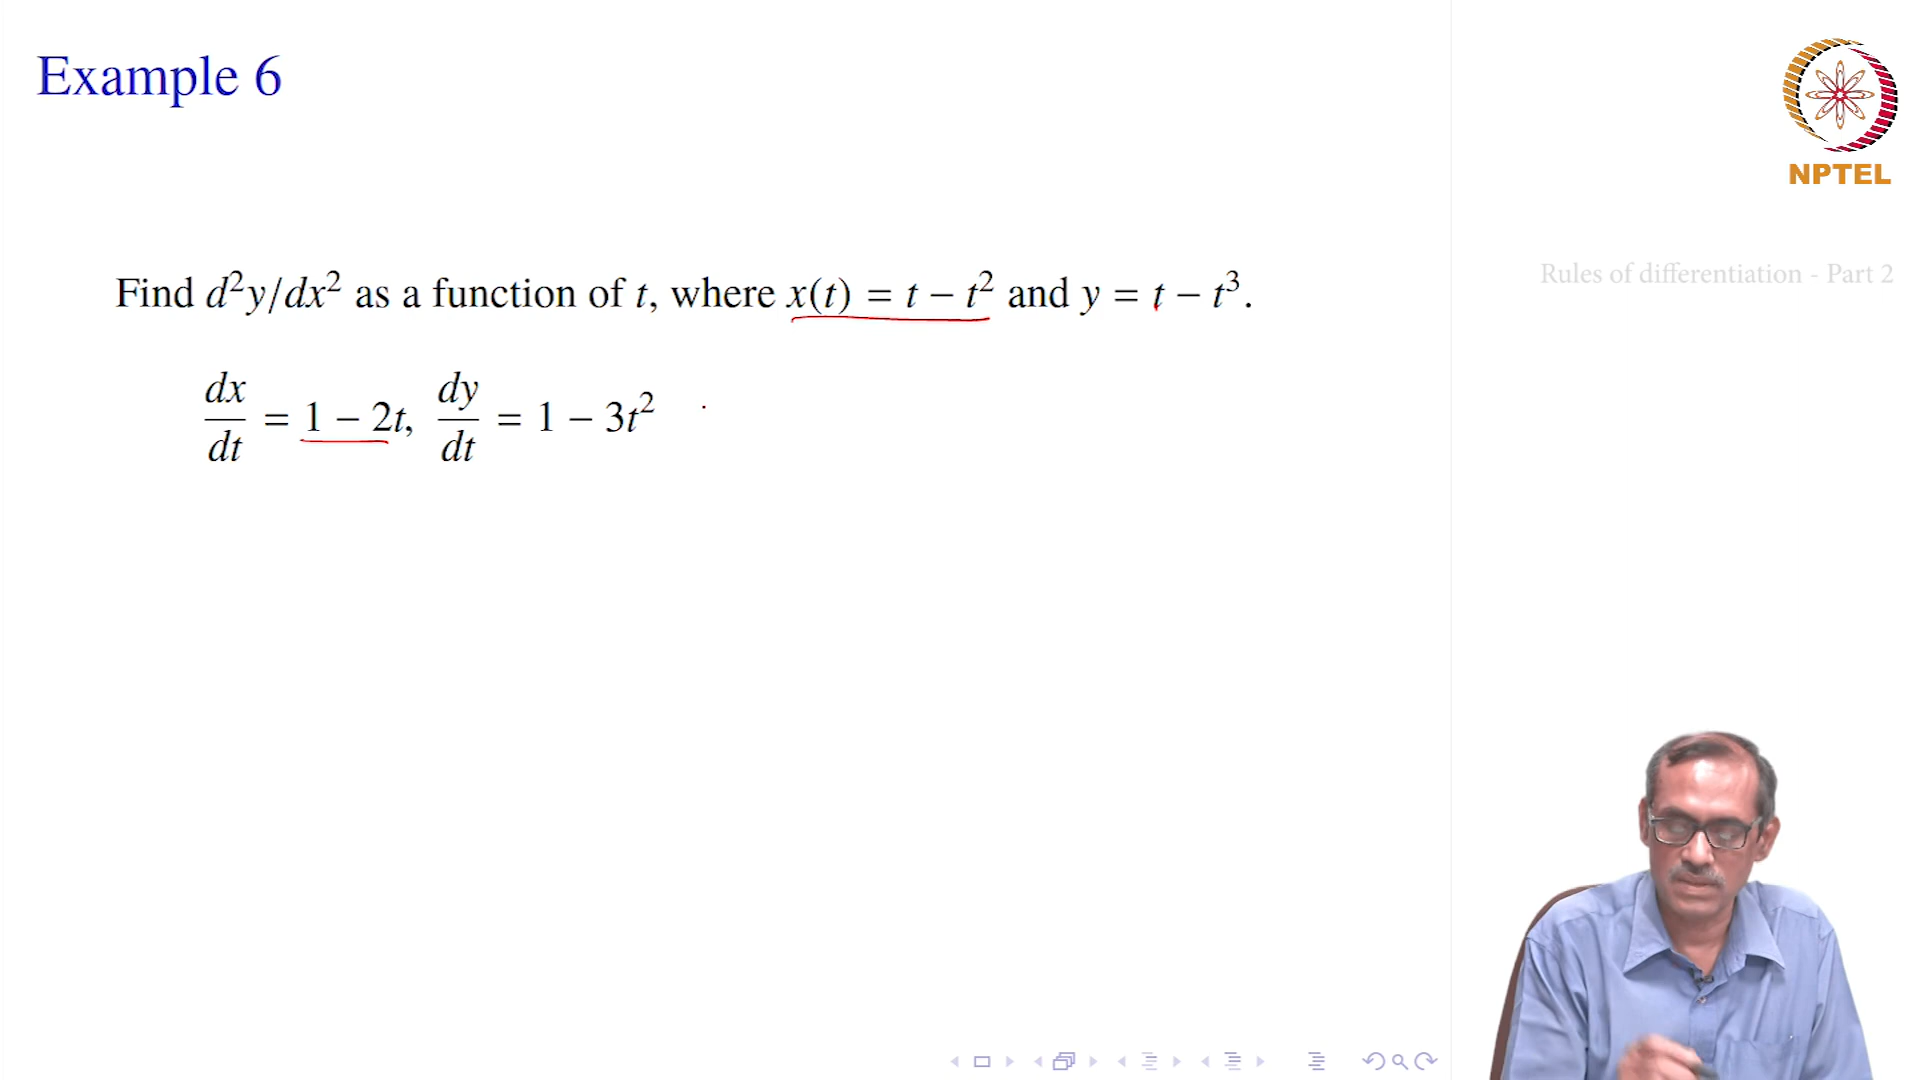 Example 6
NPTEL
Rules of differentiation - Part 2
Find d²y/dx² as a function of t, where x(t) = t − t² and y = t − t³.
dx/dt = 1 − 2t, dy/dt = 1 − 3t²